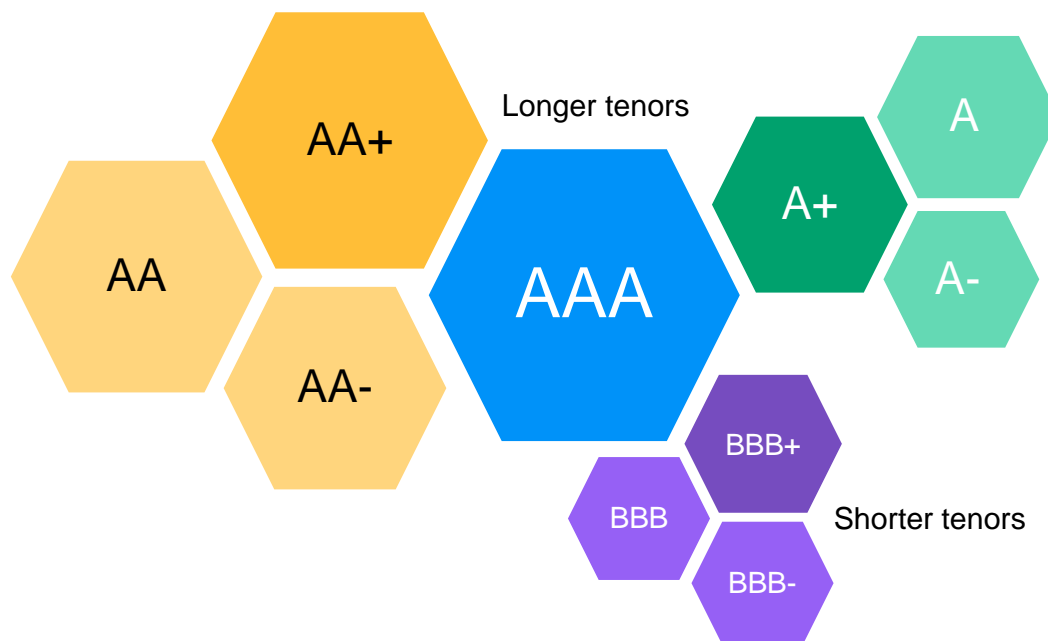 Longer tenors
AA+
AA
AA-
AAA
A+
A
A-
BBB+
BBB
BBB-
Shorter tenors